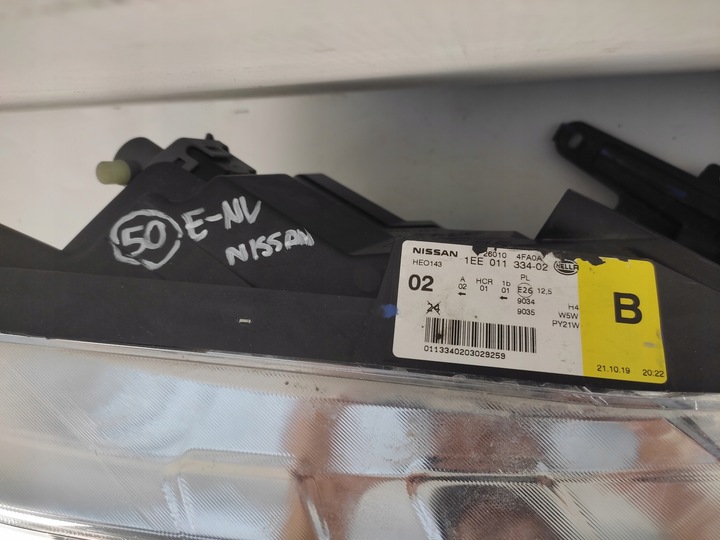 50 E-NV
NISSAN
NISSAN 26010 4FA0A
HEO143 1EE 011 334-02 HELLA
02 A HCR 1b PL
02 01 01 E26 12,5
9034 H4
9035 W5W
PY21W
0113340203029259
B
21.10.19 20:22